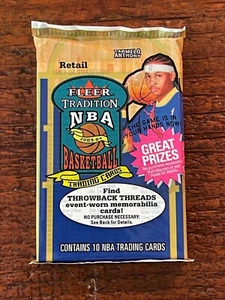 Retail
CARMELO
ANTHONY
FLEER
TRADITION
NBA
BASKETBALL
TRADING CARDS
THE GAME IS IN
YOUR HANDS NOW
GREAT
PRIZES
Find
THROWBACK THREADS
event-worn memorabilia
cards!
NO PURCHASE NECESSARY.
See Back for Details.
CONTAINS 10 NBA TRADING CARDS